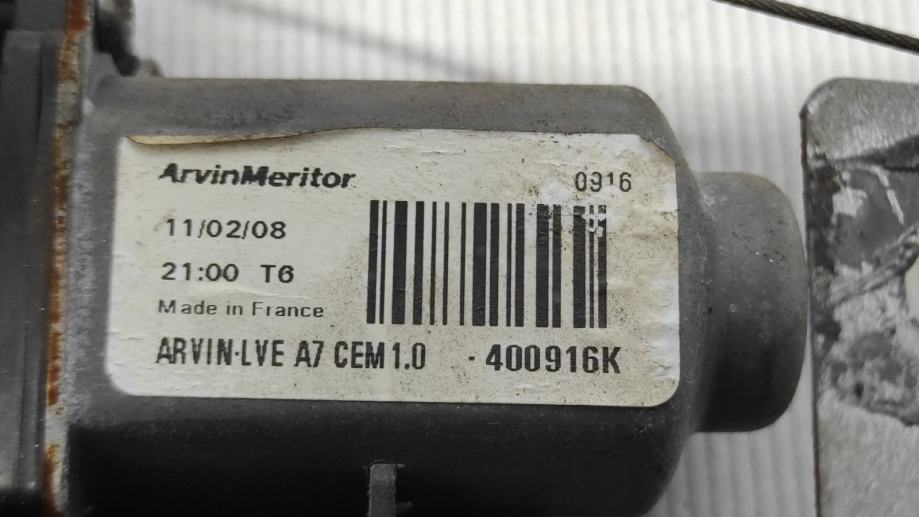 ArvinMeritor
0916
11/02/08
21:00 T6
Made in France
ARVIN-LVE A7 CEM 1.0 - 400916K